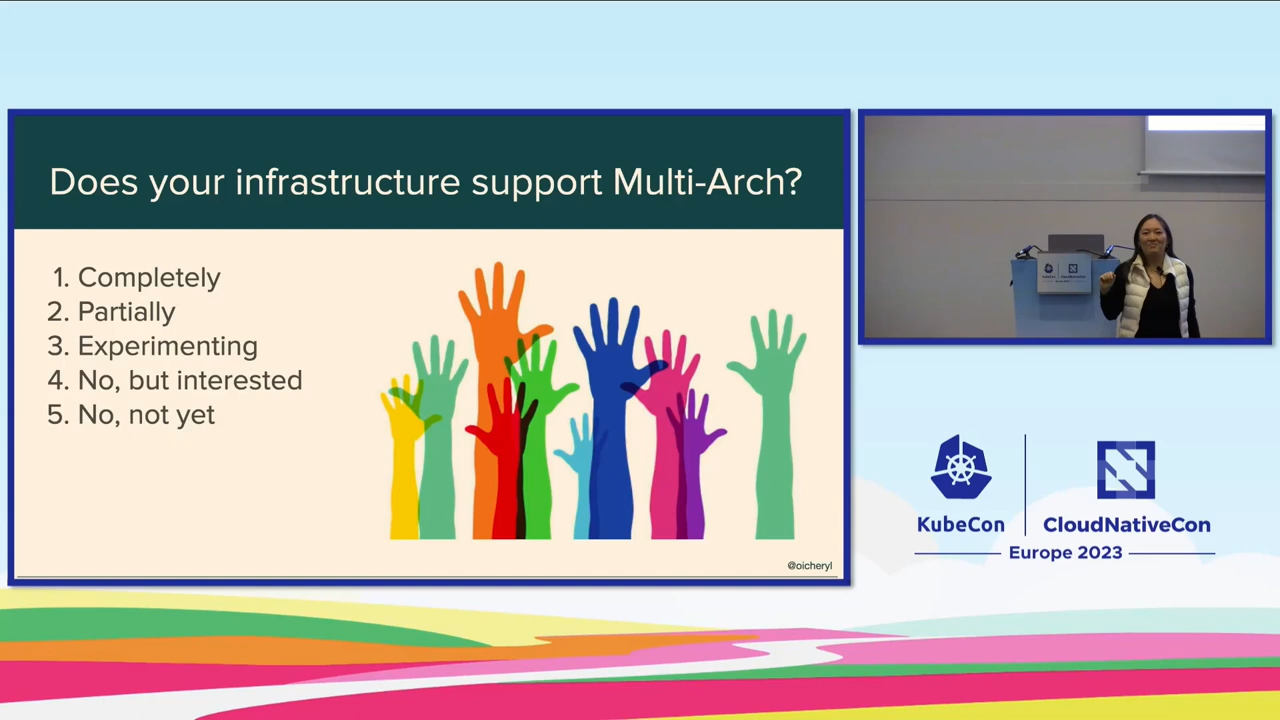 Does your infrastructure support Multi-Arch?
1. Completely
2. Partially
3. Experimenting
4. No, but interested
5. No, not yet
@oicheryl
KubeCon
CloudNativeCon
Europe 2023